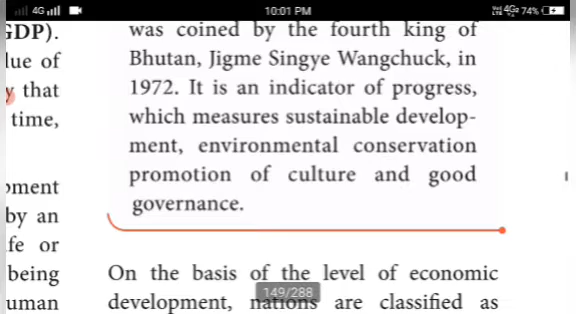 4G 10:01 PM 4G 74%
GDP).
lue of
y that
time,
ment
by an
fe or
being
uman
was coined by the fourth king of
Bhutan, Jigme Singye Wangchuck, in
1972. It is an indicator of progress,
which measures sustainable develop-
ment, environmental conservation
promotion of culture and good
governance.
On the basis of the level of economic
149/288
development, nations are classified as